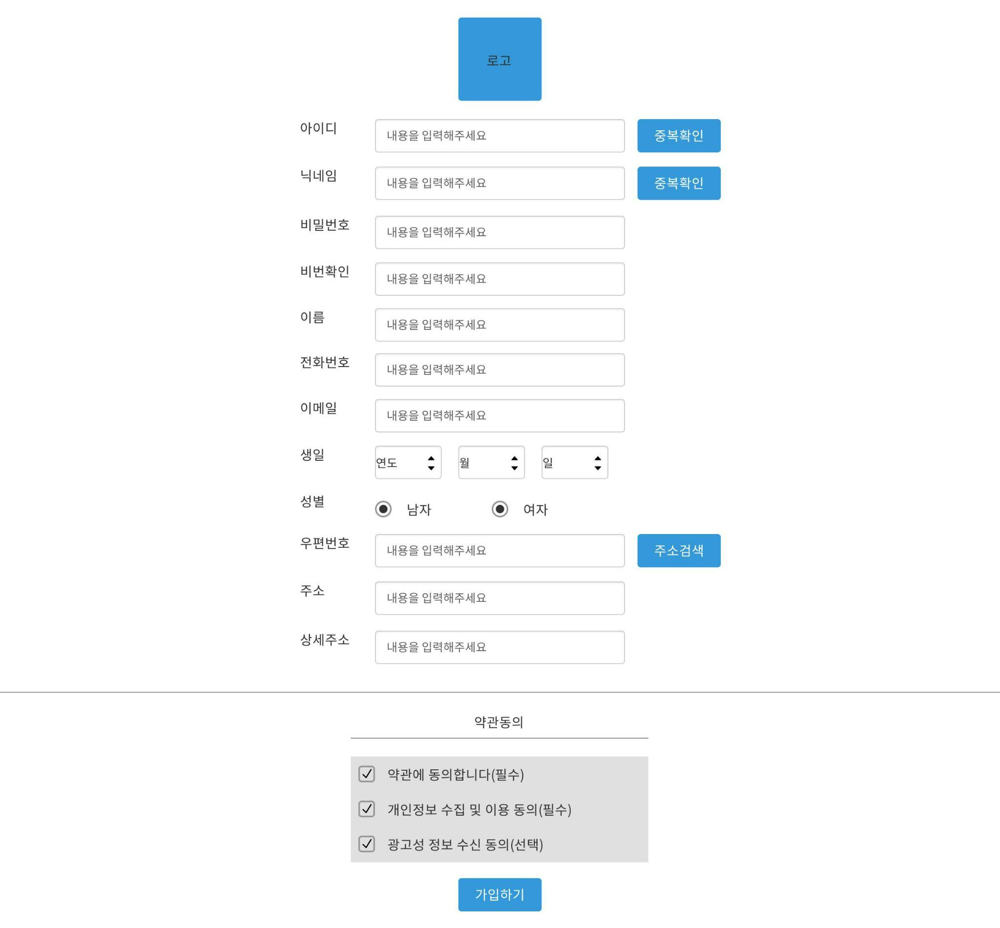 로고
아이디 내용을 입력해주세요 중복확인
닉네임 내용을 입력해주세요 중복확인
비밀번호 내용을 입력해주세요
비번확인 내용을 입력해주세요
이름 내용을 입력해주세요
전화번호 내용을 입력해주세요
이메일 내용을 입력해주세요
생일 연도 월 일
성별 남자 여자
우편번호 내용을 입력해주세요 주소검색
주소 내용을 입력해주세요
상세주소 내용을 입력해주세요
약관동의
약관에 동의합니다(필수)
개인정보 수집 및 이용 동의(필수)
광고성 정보 수신 동의(선택)
가입하기